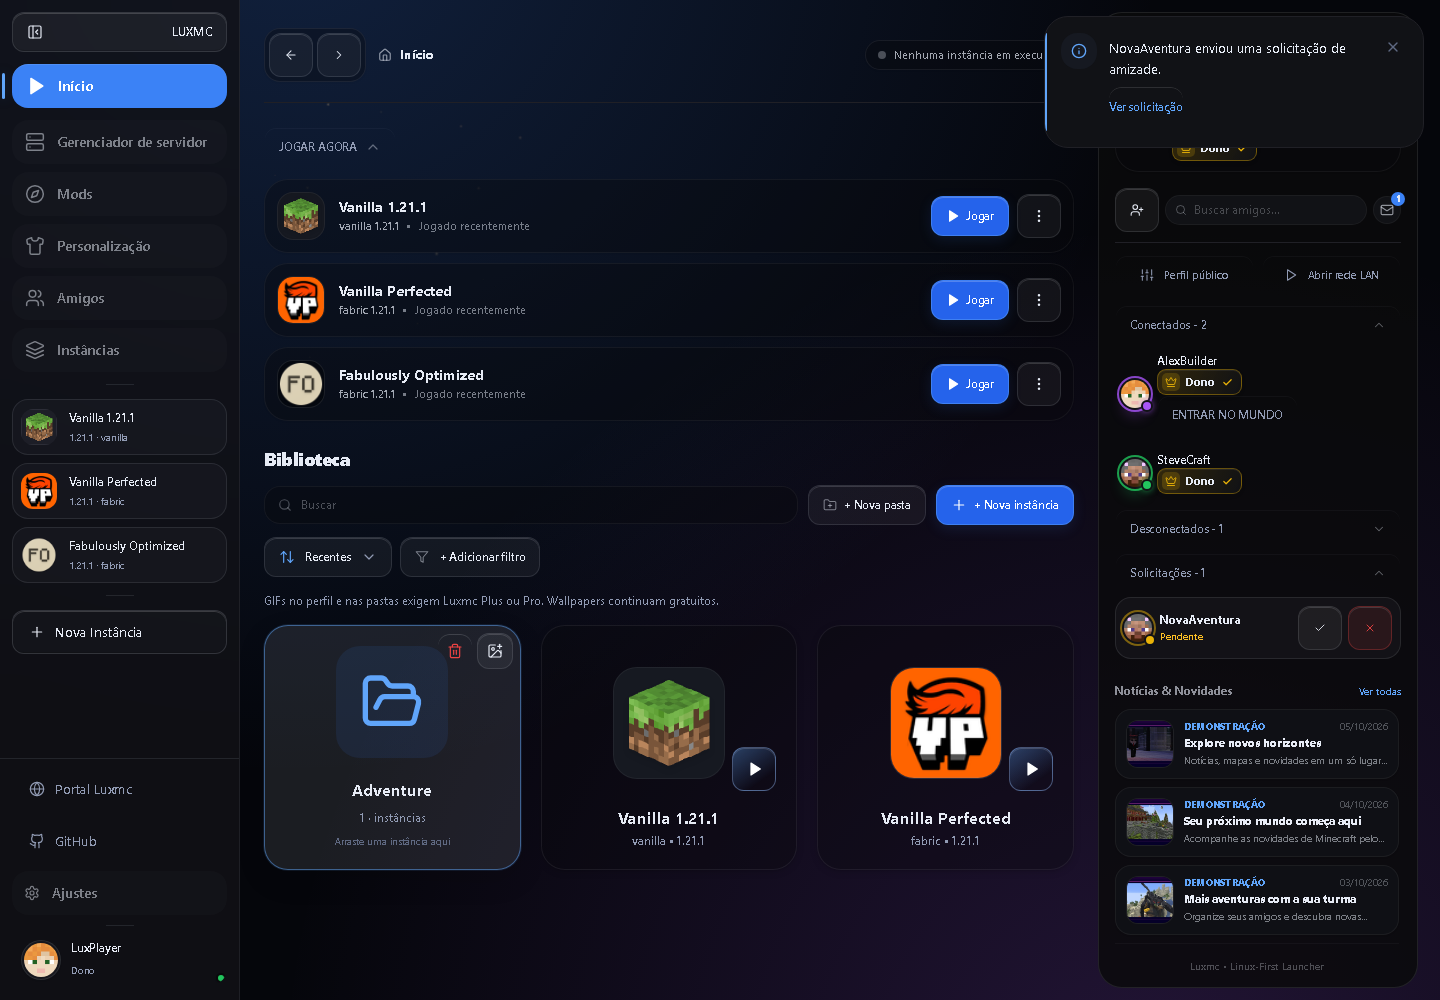 LUXMC
Início
Gerenciador de servidor
Mods
Personalização
Amigos
Instâncias
Vanilla 1.21.1
1.21.1 · vanilla
Vanilla Perfected
1.21.1 · fabric
FO
Fabulously Optimized
1.21.1 · fabric
Nova Instância
Portal Luxmc
GitHub
Ajustes
LuxPlayer
Dono
Início
Nenhuma instância em execu
JOGAR AGORA
Vanilla 1.21.1
vanilla 1.21.1 • Jogado recentemente
Jogar
VP
Vanilla Perfected
fabric 1.21.1 • Jogado recentemente
Jogar
FO
Fabulously Optimized
fabric 1.21.1 • Jogado recentemente
Jogar
Biblioteca
Buscar
+ Nova pasta
+ Nova instância
Recentes
+ Adicionar filtro
GIFs no perfil e nas pastas exigem Luxmc Plus ou Pro. Wallpapers continuam gratuitos.
Adventure
1 · instâncias
Arraste uma instância aqui
Vanilla 1.21.1
vanilla • 1.21.1
VP
Vanilla Perfected
fabric • 1.21.1
NovaAventura enviou uma solicitação de
amizade.
Ver solicitação
Dono
Buscar amigos...
1
Perfil público
Abrir rede LAN
Conectados - 2
AlexBuilder
Dono
ENTRAR NO MUNDO
SteveCraft
Dono
Desconectados - 1
Solicitações - 1
NovaAventura
Pendente
Notícias & Novidades
Ver todas
DEMONSTRAÇÃO
05/10/2026
Explore novos horizontes
Notícias, mapas e novidades em um só lugar...
DEMONSTRAÇÃO
04/10/2026
Seu próximo mundo começa aqui
Acompanhe as novidades de Minecraft pelo...
DEMONSTRAÇÃO
03/10/2026
Mais aventuras com a sua turma
Organize seus amigos e descubra novas...
Luxmc • Linux-First Launcher